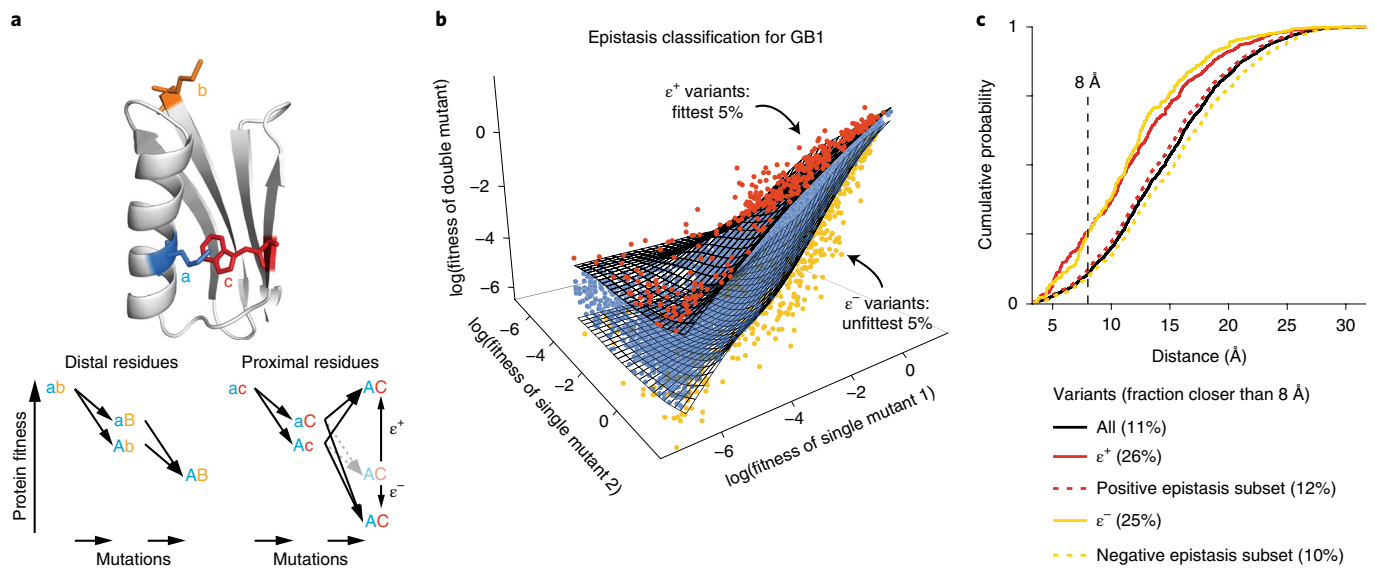 a
b
a
c
Distal residues
Proximal residues
Protein fitness
ab
aB
Ab
AB
ac
aC
Ac
AC
AC
AC
ε+
ε−
Mutations
Mutations
b
Epistasis classification for GB1
ε+ variants:
fittest 5%
ε− variants:
unfittest 5%
log(fitness of double mutant)
0
−2
−4
−6
log(fitness of single mutant 2)
−6
−4
−2
0
log(fitness of single mutant 1)
−6
−4
−2
0
c
Cumulative probability
1
0
8 Å
5
10
15
20
25
30
Distance (Å)
Variants (fraction closer than 8 Å)
All (11%)
ε+ (26%)
Positive epistasis subset (12%)
ε− (25%)
Negative epistasis subset (10%)